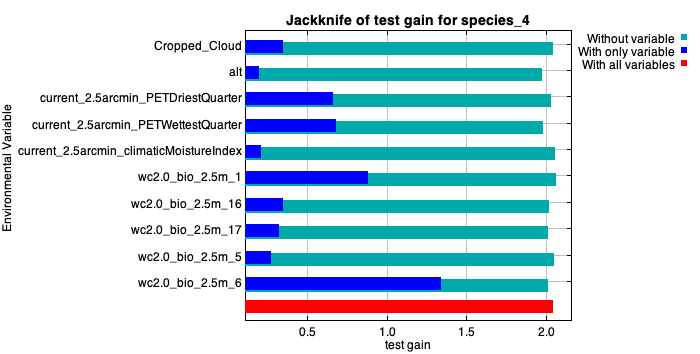 Jackknife of test gain for species_4
Without variable
With only variable
With all variables
Environmental Variable
Cropped_Cloud
alt
current_2.5arcmin_PETDriestQuarter
current_2.5arcmin_PETWettestQuarter
current_2.5arcmin_climaticMoistureIndex
wc2.0_bio_2.5m_1
wc2.0_bio_2.5m_16
wc2.0_bio_2.5m_17
wc2.0_bio_2.5m_5
wc2.0_bio_2.5m_6
0.5 1.0 1.5 2.0
test gain